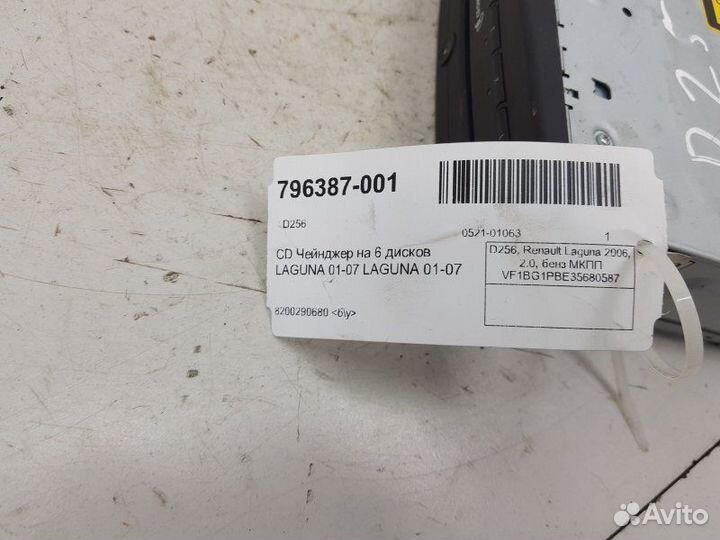 796387-001
D256
0521-01063 1
CD Чейнджер на 6 дисков
LAGUNA 01-07 LAGUNA 01-07
D256, Renault Laguna 2006,
2.0, бенз МКПП
VF1BG1PBE35680587
8200290680 <б\у>
Avito